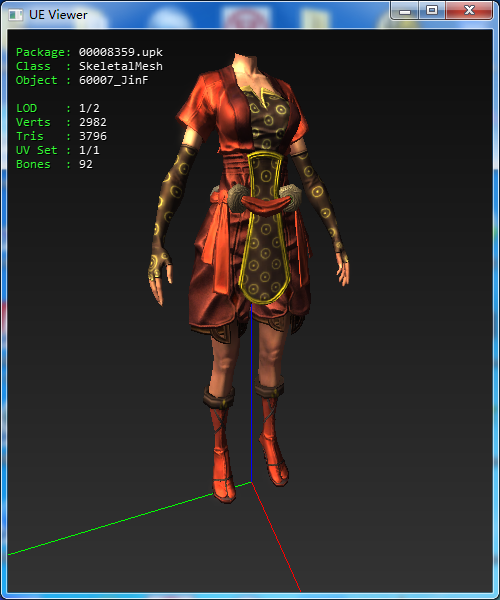 UE Viewer
Package: 00008359.upk
Class : SkeletalMesh
Object : 60007_JinF
LOD : 1/2
Verts : 2982
Tris : 3796
UV Set : 1/1
Bones : 92